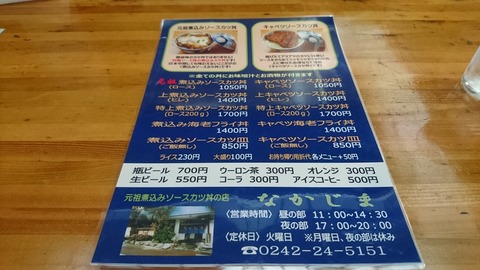 元祖煮込みソースカツ丼
キャベツソースカツ丼
※全ての丼にお味噌汁とお漬物が付きます
元祖煮込みソースカツ丼
(ロース) 1050円
キャベツソースカツ丼
(ロース) 1050円
上煮込みソースカツ丼
(ヒレ) 1400円
上キャベツソースカツ丼
(ヒレ) 1400円
特上煮込みソースカツ丼
(ロース200g) 1700円
特上キャベツソースカツ丼
(ロース200g) 1700円
煮込み海老フライ丼
1400円
キャベツ海老フライ丼
1400円
煮込みソースカツ皿
(ご飯無し) 850円
キャベツソースカツ皿
(ご飯無し) 850円
ライス230円 大盛り100円 お持ち帰り用折代 各メニュー+50円
瓶ビール 700円 ウーロン茶 300円 オレンジ 300円
生ビール 550円 コーラ 300円 アイスコーヒー 500円
元祖煮込みソースカツ丼の店
なかじま
〈営業時間〉 昼の部 11:00~14:30
夜の部 17:00~20:00
〈定休日〉 火曜日 ※月曜日、夜の部は休み
☎0242-24-5151